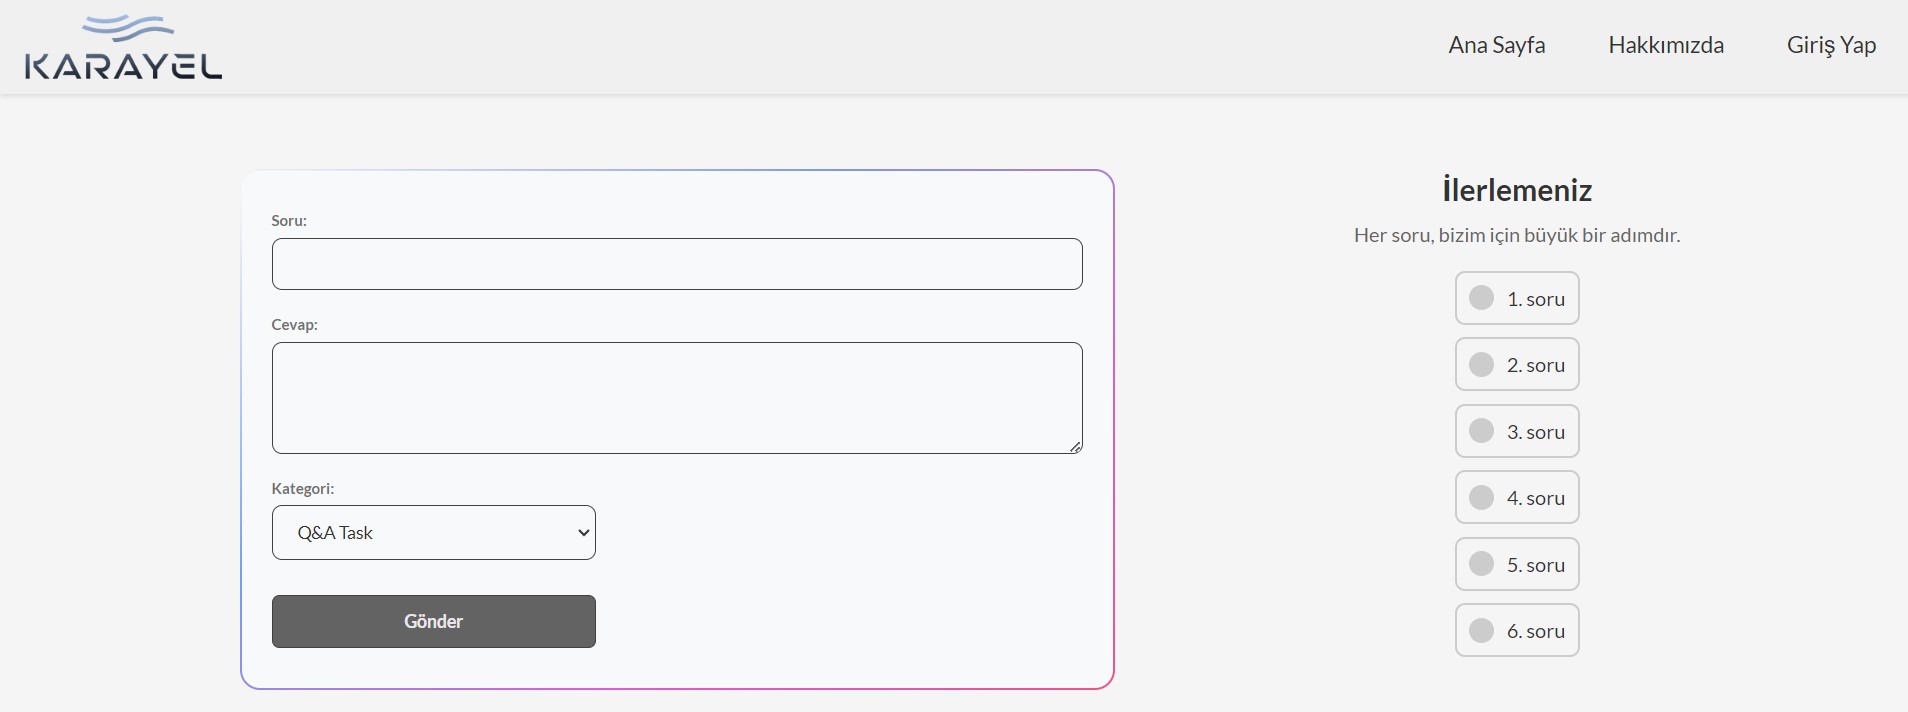 KARAYEL
Ana Sayfa
Hakkımızda
Giriş Yap
Soru:
Cevap:
Kategori:
Q&A Task
Gönder
İlerlemeniz
Her soru, bizim için büyük bir adımdır.
1. soru
2. soru
3. soru
4. soru
5. soru
6. soru